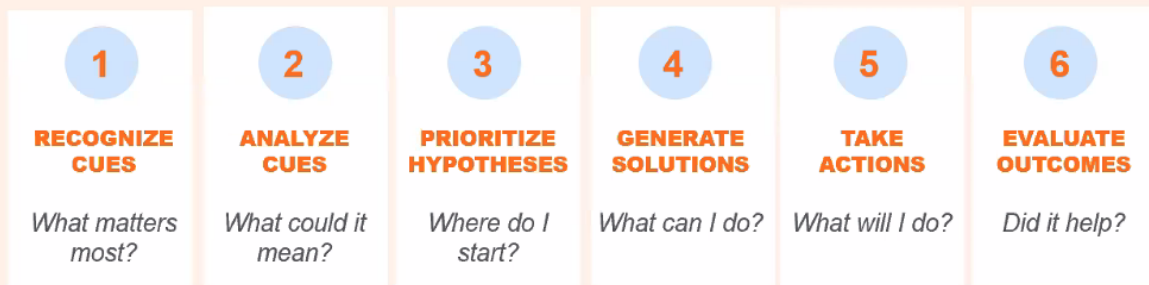 1
RECOGNIZE
CUES
What matters
most?
2
ANALYZE
CUES
What could it
mean?
3
PRIORITIZE
HYPOTHESES
Where do I
start?
4
GENERATE
SOLUTIONS
What can I do?
5
TAKE
ACTIONS
What will I do?
6
EVALUATE
OUTCOMES
Did it help?